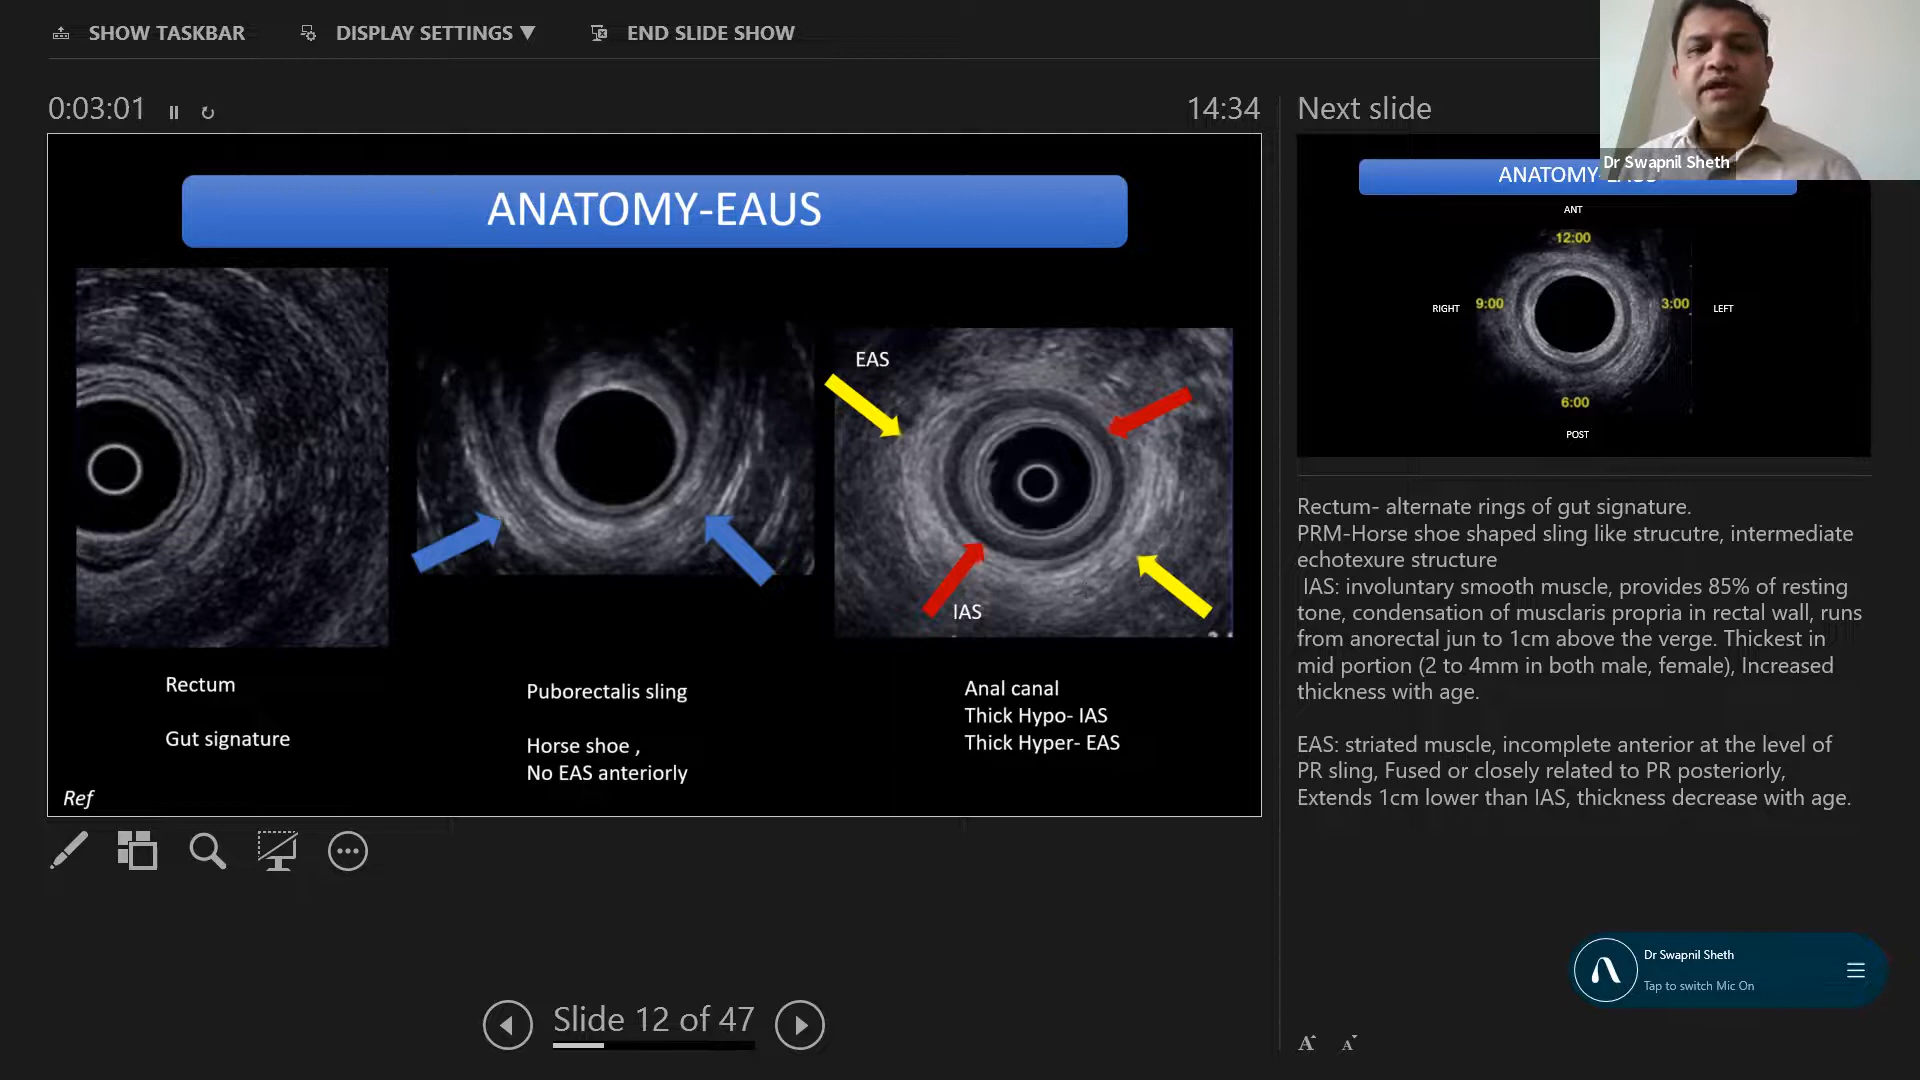 SHOW TASKBAR
DISPLAY SETTINGS ▼
END SLIDE SHOW
0:03:01
14:34
Next slide
ANATOMY-EAUS
EAS
IAS
Rectum
Gut signature
Puborectalis sling
Horse shoe ,
No EAS anteriorly
Anal canal
Thick Hypo- IAS
Thick Hyper- EAS
Ref
Dr Swapnil Sheth
ANATOMY-EAUS
ANT
12:00
RIGHT
9:00
3:00
LEFT
6:00
POST
Rectum- alternate rings of gut signature.
PRM-Horse shoe shaped sling like strucutre, intermediate
echotexure structure
IAS: involuntary smooth muscle, provides 85% of resting
tone, condensation of musclaris propria in rectal wall, runs
from anorectal jun to 1cm above the verge. Thickest in
mid portion (2 to 4mm in both male, female), Increased
thickness with age.
EAS: striated muscle, incomplete anterior at the level of
PR sling, Fused or closely related to PR posteriorly,
Extends 1cm lower than IAS, thickness decrease with age.
Dr Swapnil Sheth
Tap to switch Mic On
Slide 12 of 47
A A